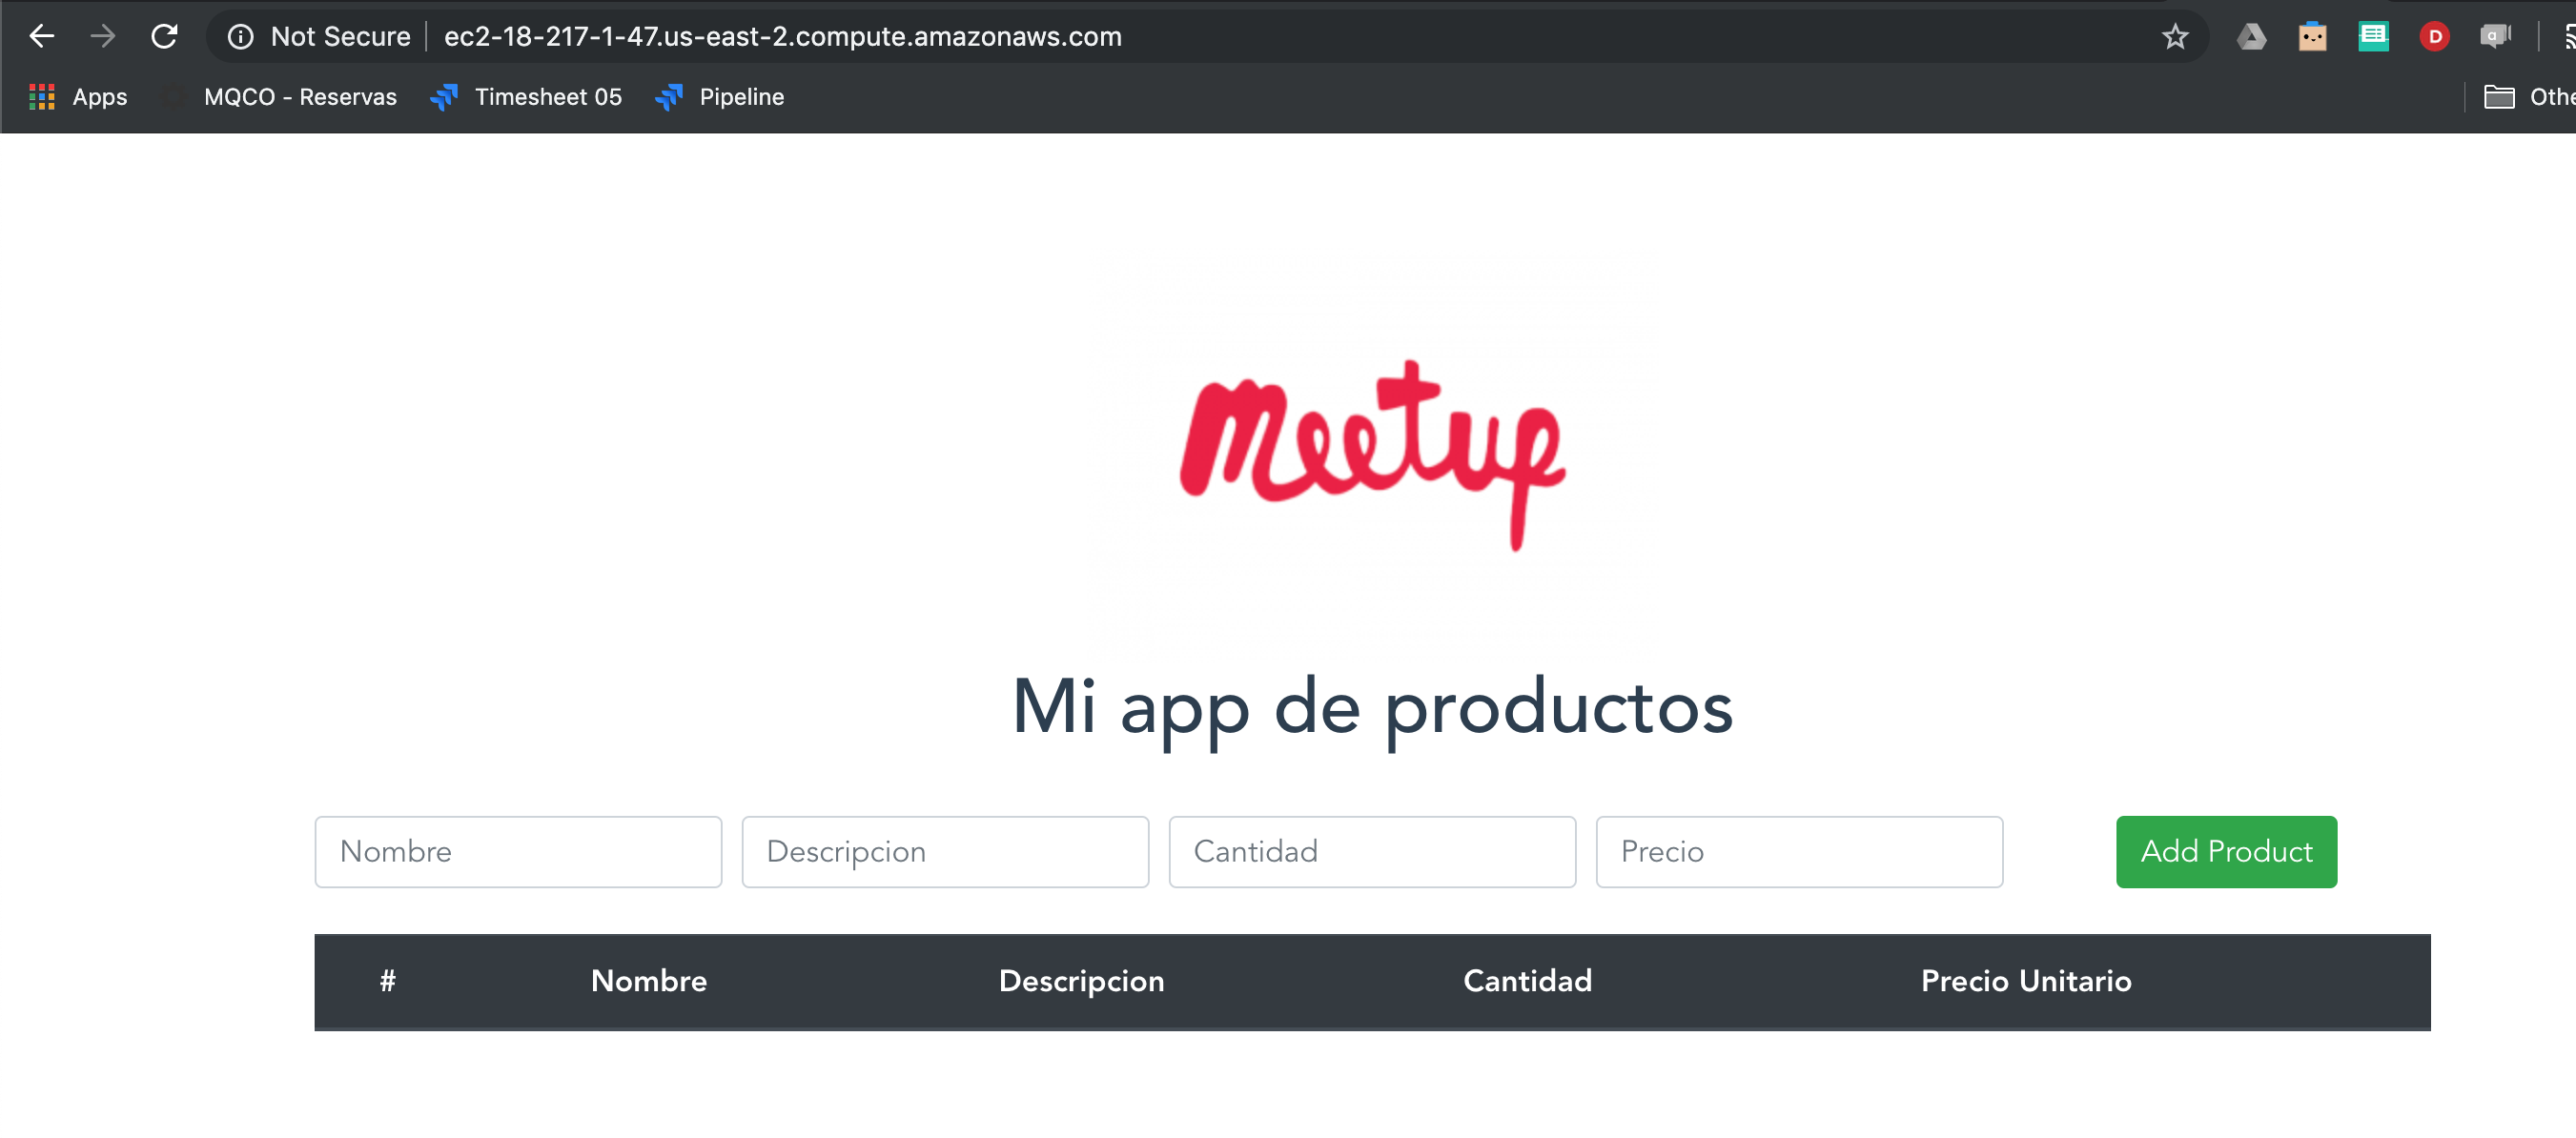 Not Secure ec2-18-217-1-47.us-east-2.compute.amazonaws.com
Apps MQCO - Reservas Timesheet 05 Pipeline
meetup
Mi app de productos
Nombre Descripcion Cantidad Precio Add Product
# Nombre Descripcion Cantidad Precio Unitario